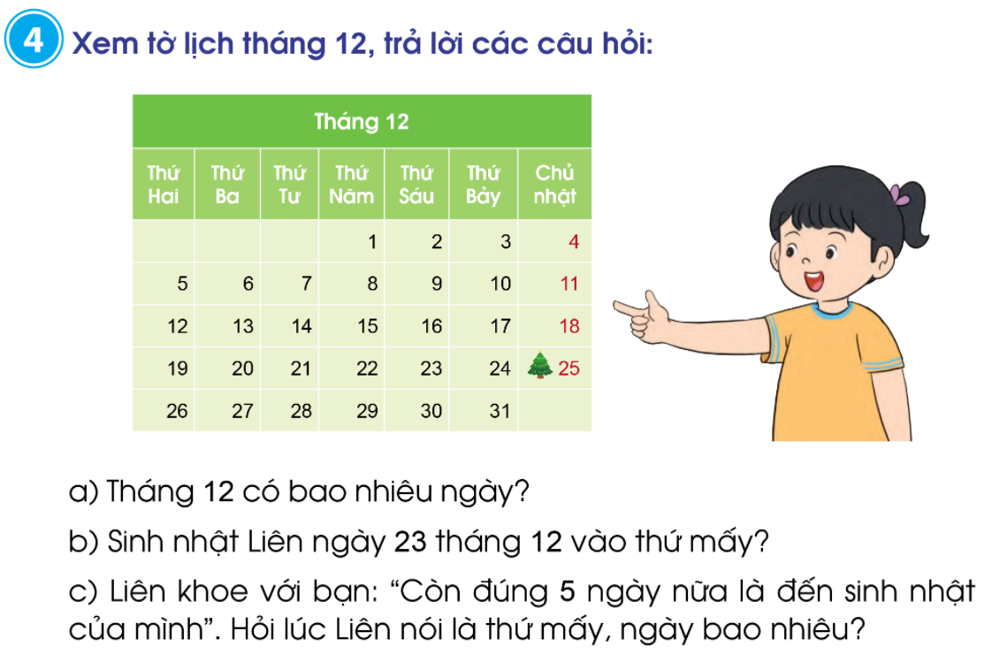 4 Xem tờ lịch tháng 12, trả lời các câu hỏi:
Tháng 12
Thứ Hai Thứ Ba Thứ Tư Thứ Năm Thứ Sáu Thứ Bảy Chủ nhật
1 2 3 4
5 6 7 8 9 10 11
12 13 14 15 16 17 18
19 20 21 22 23 24 25
26 27 28 29 30 31
a) Tháng 12 có bao nhiêu ngày?
b) Sinh nhật Liên ngày 23 tháng 12 vào thứ mấy?
c) Liên khoe với bạn: “Còn đúng 5 ngày nữa là đến sinh nhật
của mình”. Hỏi lúc Liên nói là thứ mấy, ngày bao nhiêu?